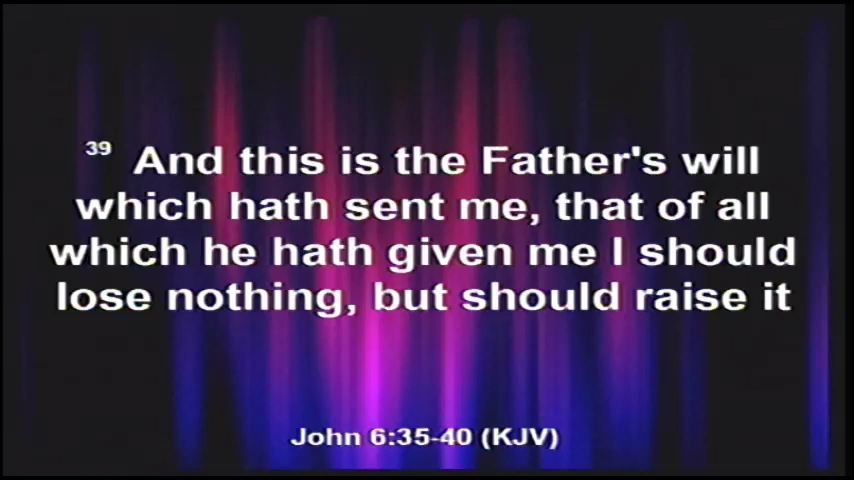 39 And this is the Father's will
which hath sent me, that of all
which he hath given me I should
lose nothing, but should raise it
John 6:35-40 (KJV)